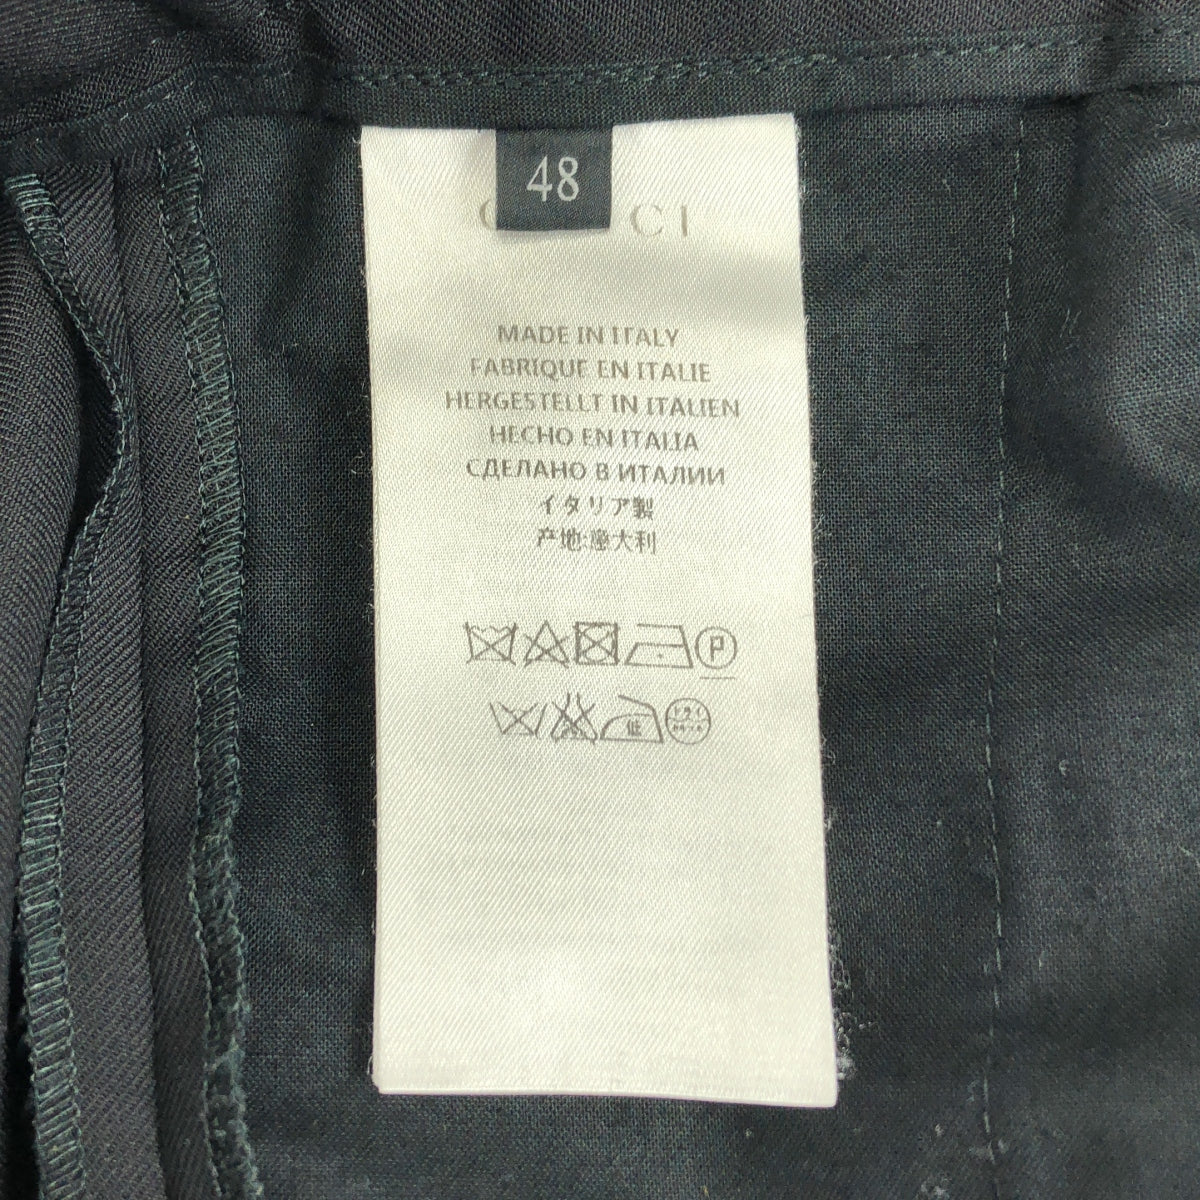 48
MADE IN ITALY
FABRIQUE EN ITALIE
HERGESTELLT IN ITALIEN
HECHO EN ITALIA
СДЕЛАНО В ИТАЛИИ
イタリア製
产地:意大利
P
低